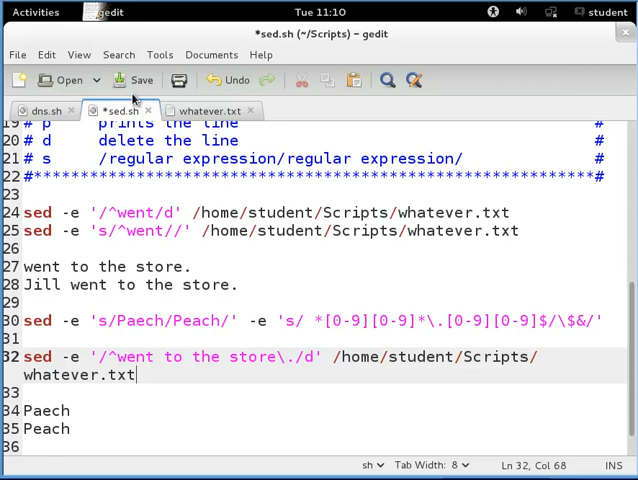 Activities gedit Tue 11:10 student
*sed.sh (~/Scripts) - gedit
File Edit View Search Tools Documents Help
Open Save Undo
dns.sh *sed.sh whatever.txt
19 # p prints the line #
20 # d delete the line #
21 # s /regular expression/regular expression/ #
22 #*************************************************************#
23
24 sed -e '/^went/d' /home/student/Scripts/whatever.txt
25 sed -e 's/^went//' /home/student/Scripts/whatever.txt
26
27 went to the store.
28 Jill went to the store.
29
30 sed -e 's/Paech/Peach/' -e 's/ *[0-9][0-9]*\.[0-9][0-9]$/\$&/'
31
32 sed -e '/^went to the store\./d' /home/student/Scripts/
whatever.txt
33
34 Paech
35 Peach
36
sh Tab Width: 8 Ln 32, Col 68 INS